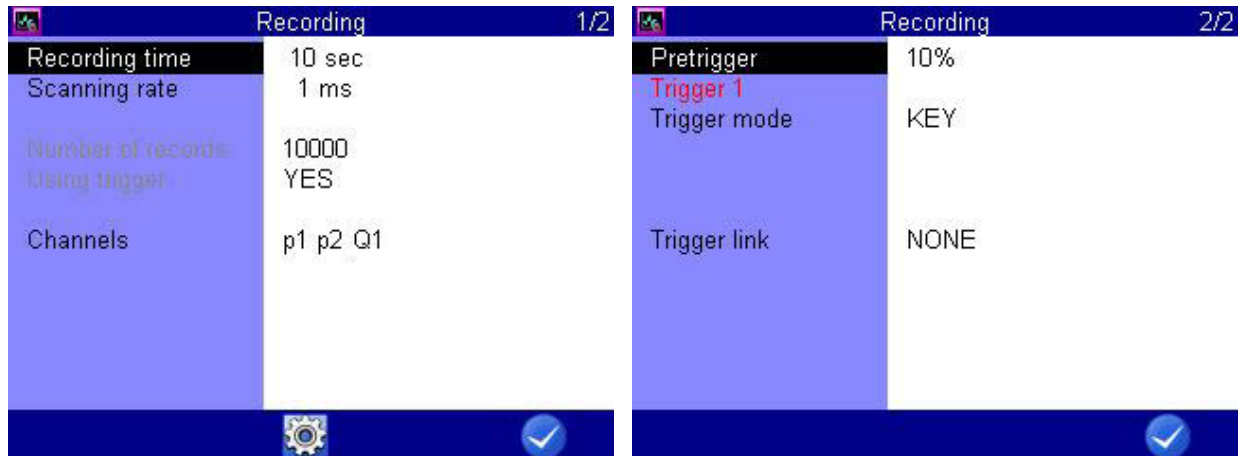 Recording 1/2
Recording time 10 sec
Scanning rate 1 ms
Number of records 10000
Using trigger YES
Channels p1 p2 Q1
Recording 2/2
Pretrigger 10%
Trigger 1
Trigger mode KEY
Trigger link NONE